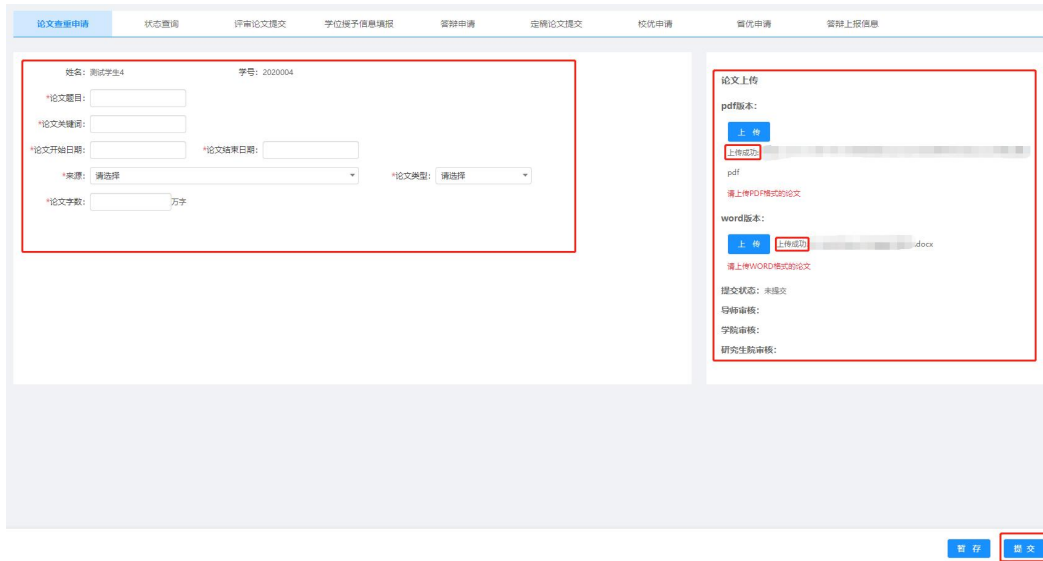 论文查重申请 状态查询 评审论文提交 学位授予信息填报 答辩申请 定稿论文提交 校优申请 省优申请 答辩上报信息
姓名: 测试学生4 学号: 2020004
*论文题目:
*论文关键词:
*论文开始日期: *论文结束日期:
*来源: 请选择 *论文类型: 请选择
*论文字数: 万字
论文上传
pdf版本:
上 传
上传成功:
pdf
请上传PDF格式的论文
word版本:
上 传 上传成功: .docx
请上传WORD格式的论文
提交状态: 未提交
导师审核:
学院审核:
研究生院审核:
暂 存 提 交